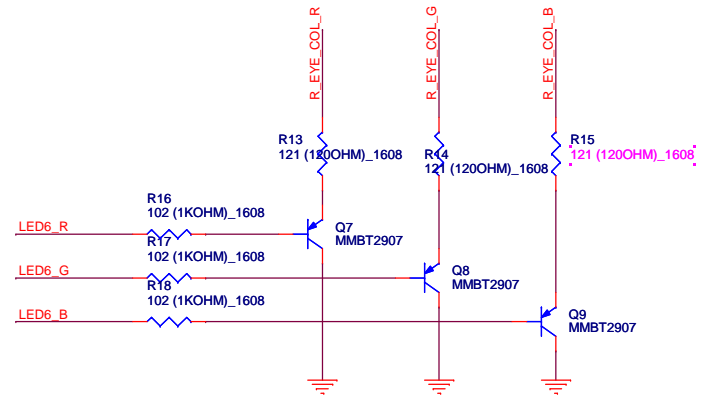 R_EYE_COL_R
R_EYE_COL_G
R_EYE_COL_B
R13
121 (120OHM)_1608
R14
121 (120OHM)_1608
R15
121 (120OHM)_1608
R16
102 (1KOHM)_1608
LED6_R
Q7
MMBT2907
R17
102 (1KOHM)_1608
LED6_G
Q8
MMBT2907
R18
102 (1KOHM)_1608
LED6_B
Q9
MMBT2907